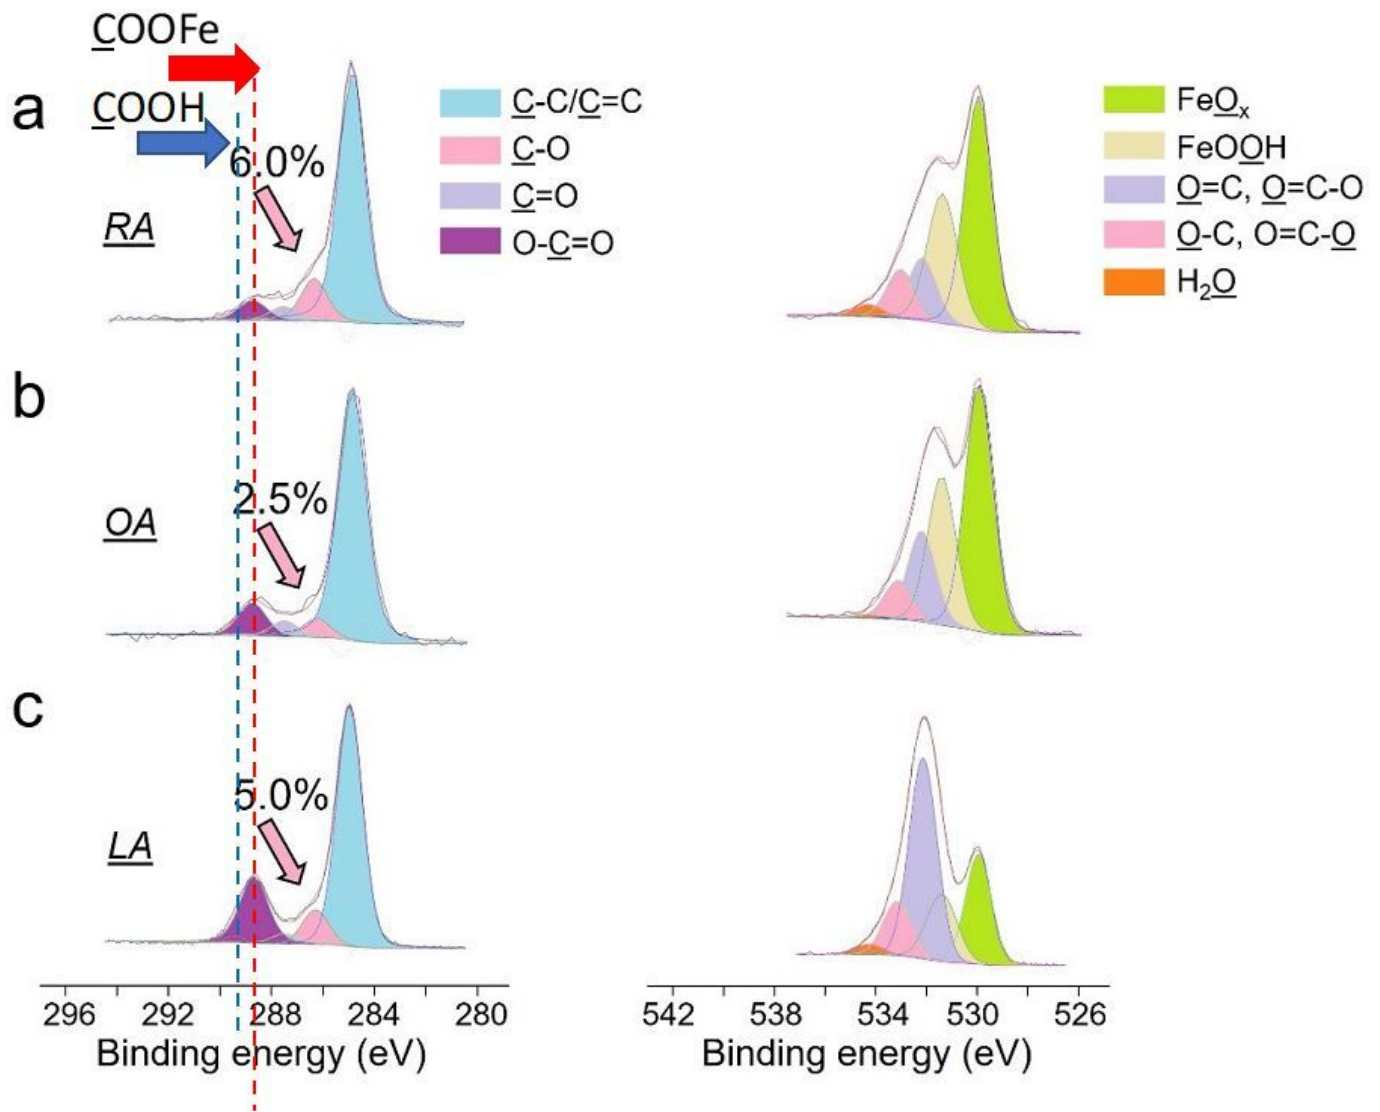 COOFe
a
COOH
6.0%
RA
C-C/C=C
C-O
C=O
O-C=O
FeOₓ
FeOOH
O=C, O=C-O
O-C, O=C-O
H₂O
b
2.5%
OA
c
5.0%
LA
296 292 288 284 280
Binding energy (eV)
542 538 534 530 526
Binding energy (eV)